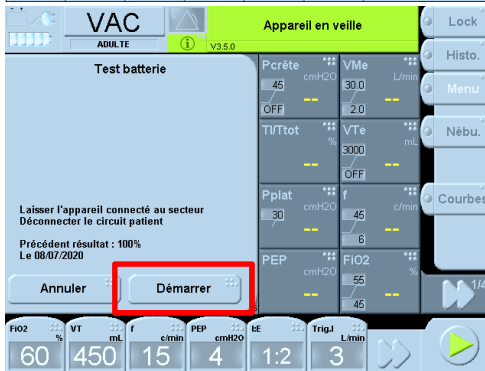 VAC
ADULTE
V3.5.0
Appareil en veille
Lock
Histo.
Menu
Nébu.
Courbes
1/4
Test batterie
Laisser l'appareil connecté au secteur
Déconnecter le circuit patient
Précédent résultat : 100%
Le 08/07/2020
Annuler
Démarrer
Pcrête
cmH2O
45
OFF
--
VMe
L/min
30.0
2.0
--
TI/Ttot
%
--
VTe
mL
3000
OFF
--
Pplat
cmH2O
30
--
f
c/min
45
6
--
PEP
cmH2O
--
FiO2
%
55
45
--
FiO2
%
60
VT
mL
450
f
c/min
15
PEP
cmH2O
4
tE
1:2
Trig.I
L/min
3